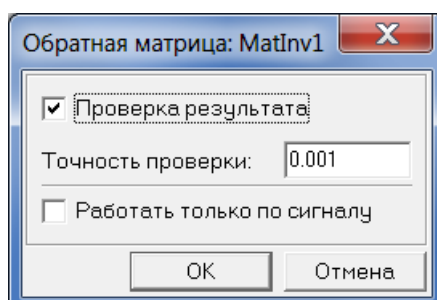 Обратная матрица: MatInv1
Проверка результата
Точность проверки: 0.001
Работать только по сигналу
OK Отмена